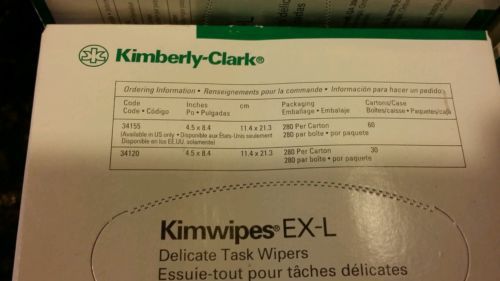 Kimberly-Clark®
Ordering Information • Renseignements pour la commande • Información para hacer un pedido
Code Inches cm Packaging Cartons/Case
Code • Código Po • Pulgadas Emballage • Embalaje Boîtes/caisse • Paquetes/caja
34155 4.5 x 8.4 11.4 x 21.3 280 Per Carton 60
(Available in US only • Disponible aux États-Unis seulement 280 par boîte • por paquete
Disponible en los EE.UU. solamente)
34120 4.5 x 8.4 11.4 x 21.3 280 Per Carton 30
280 par boîte • por paquete
Kimwipes® EX-L
Delicate Task Wipers
Essuie-tout pour tâches délicates